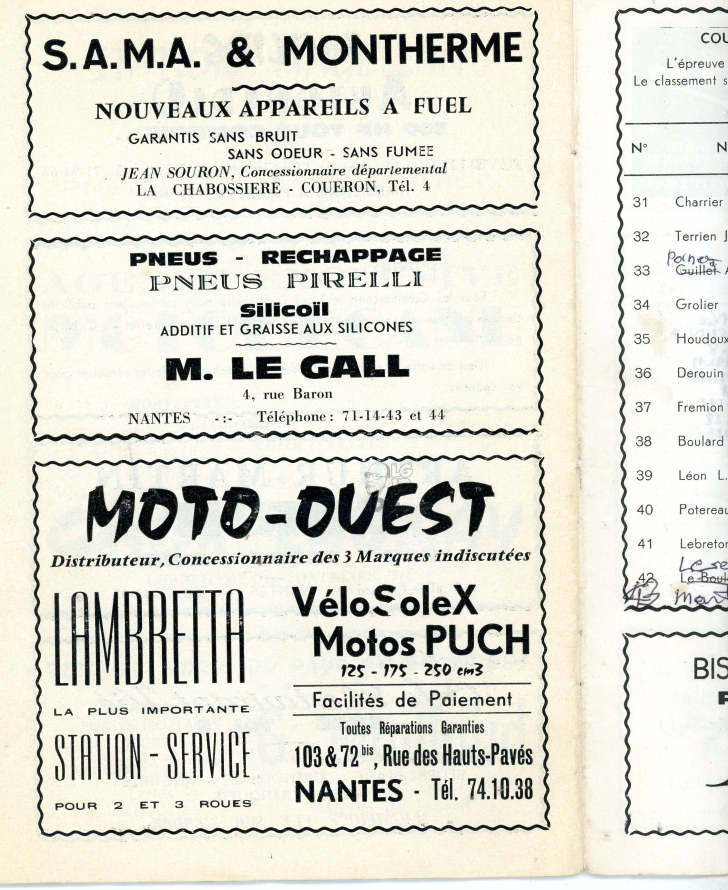 S.A.M.A. & MONTHERME
NOUVEAUX APPAREILS A FUEL
GARANTIS SANS BRUIT
SANS ODEUR - SANS FUMEE
JEAN SOURON, Concessionnaire départemental
LA CHABOSSIERE - COUERON, Tél. 4
PNEUS - RECHAPPAGE
PNEUS PIRELLI
Silicoïl
ADDITIF ET GRAISSE AUX SILICONES
M. LE GALL
4, rue Baron
NANTES -:- Téléphone : 71-14-43 et 44
MOTO-OUEST
Distributeur, Concessionnaire des 3 Marques indiscutées
LAMBRETTA
LA PLUS IMPORTANTE
STATION - SERVICE
POUR 2 ET 3 ROUES
VéloSoleX
Motos PUCH
125 - 175 - 250 cm3
Facilités de Paiement
Toutes Réparations Garanties
103 & 72 bis, Rue des Hauts-Pavés
NANTES - Tél. 74.10.38
COU
L'épreuve
Le classement s
N° N
31 Charrier
32 Terrien J
33 Guillet A
34 Grolier
35 Houdoux
36 Derouin
37 Fremion
38 Boulard
39 Léon L.
40 Potereau
41 Lebreton
42 Le Boul
BIS